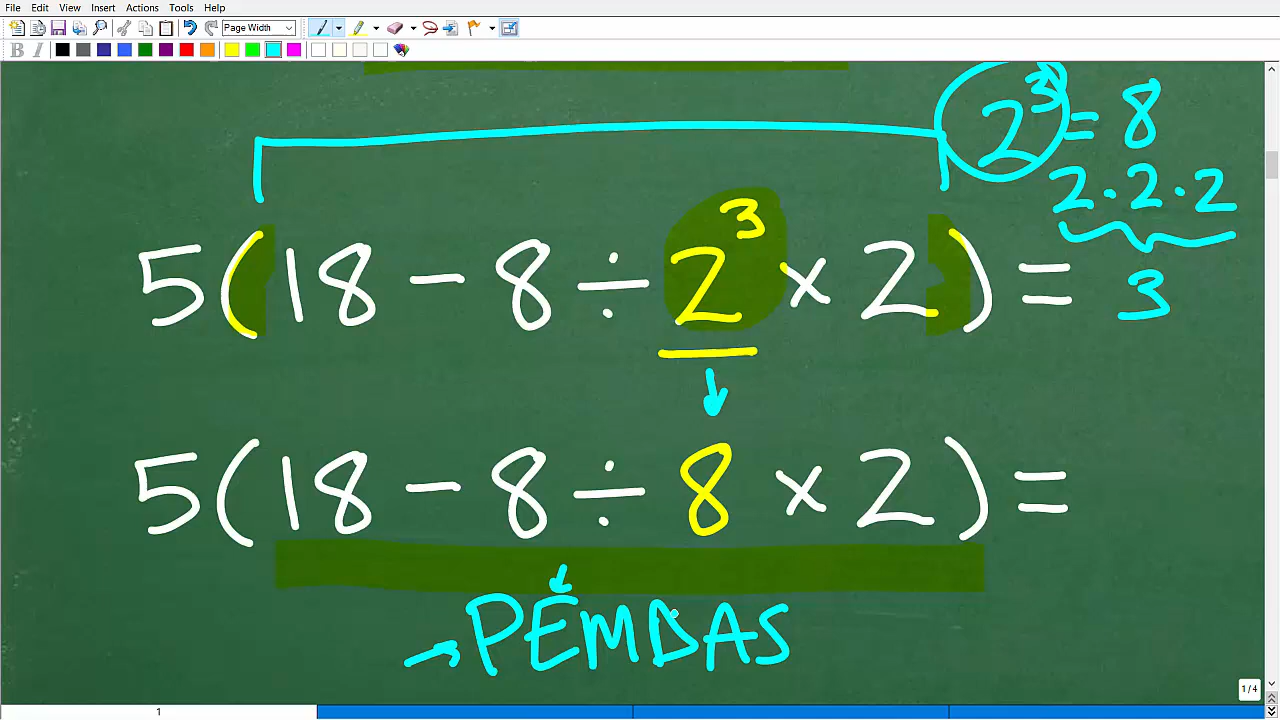 File Edit View Insert Actions Tools Help
Page Width
B I
2³ = 8
2 · 2 · 2
3
5(18 − 8 ÷ 2³ × 2) =
5(18 − 8 ÷ 8 × 2) =
PEMDAS
1/4
1